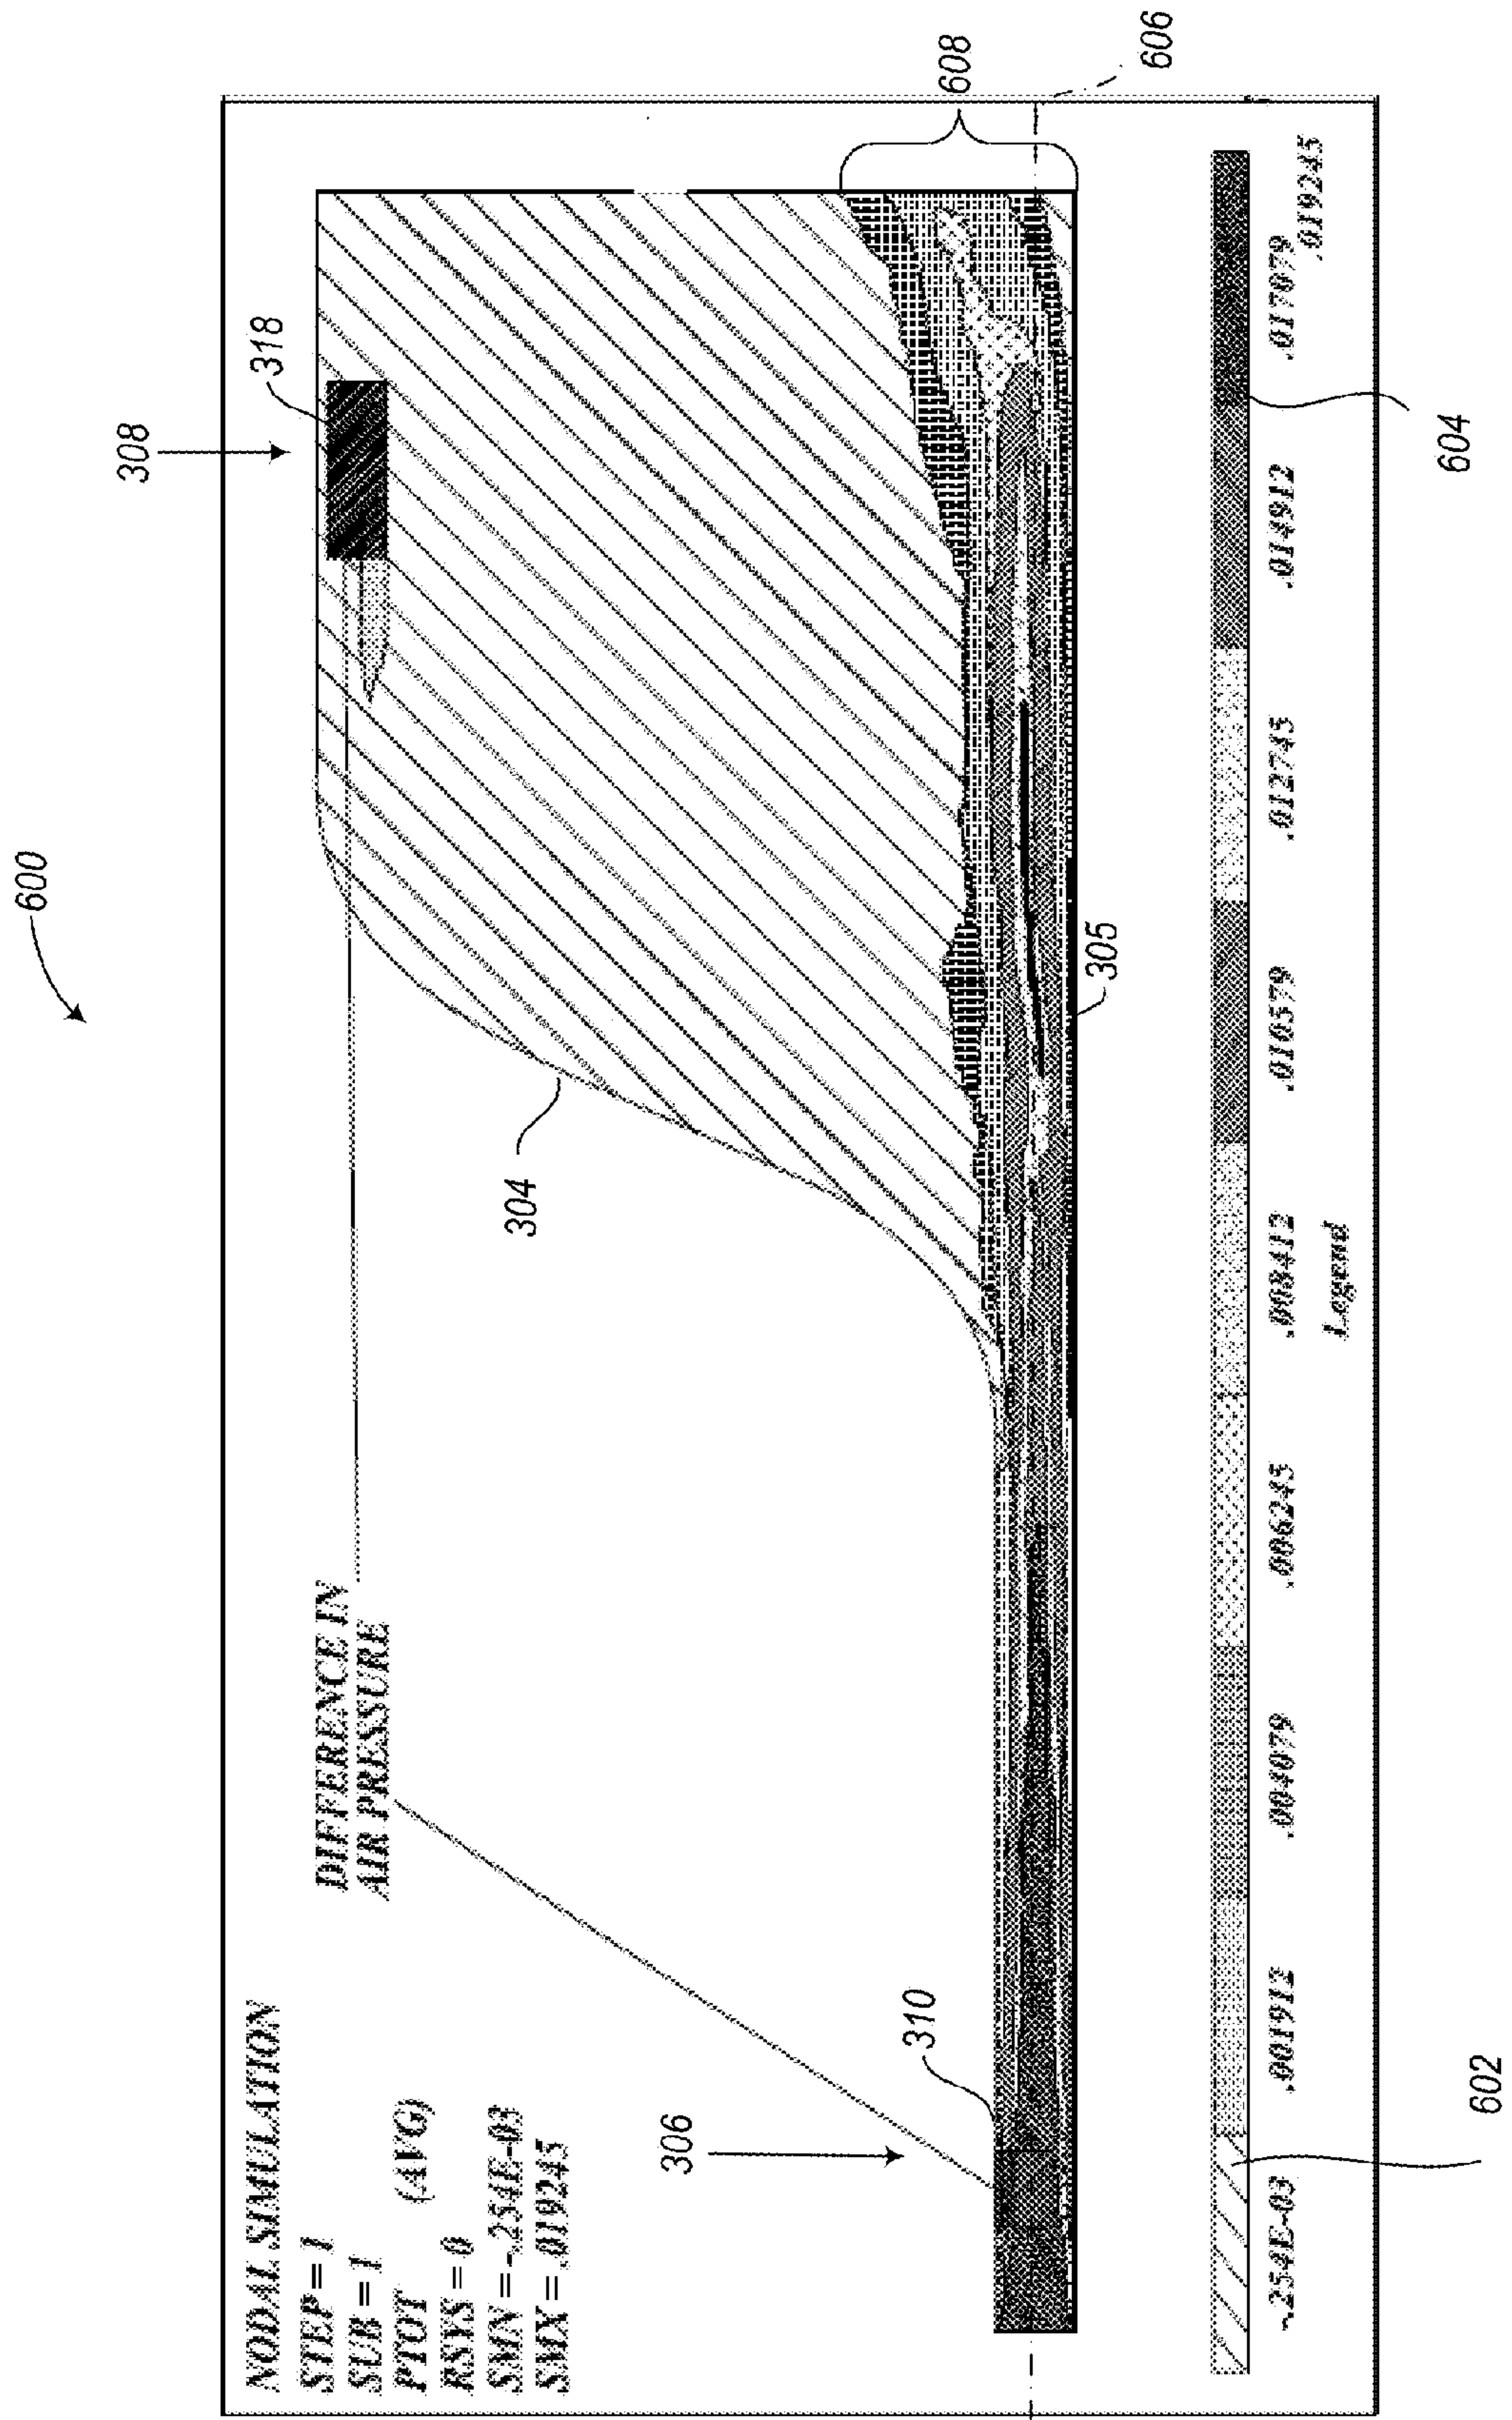 600
NODAL SIMULATION
STEP = 1
SUB = 1
PTOT (AVG)
RSYS = 0
SMN = -.254E-03
SMX = .019245
DIFFERENCE IN
AIR PRESSURE
308
318
304
306
310
305
608
606
-.254E-03
.001912
.004079
.006245
.008412
.010579
.012745
.014912
.017079
.019245
Legend
602
604